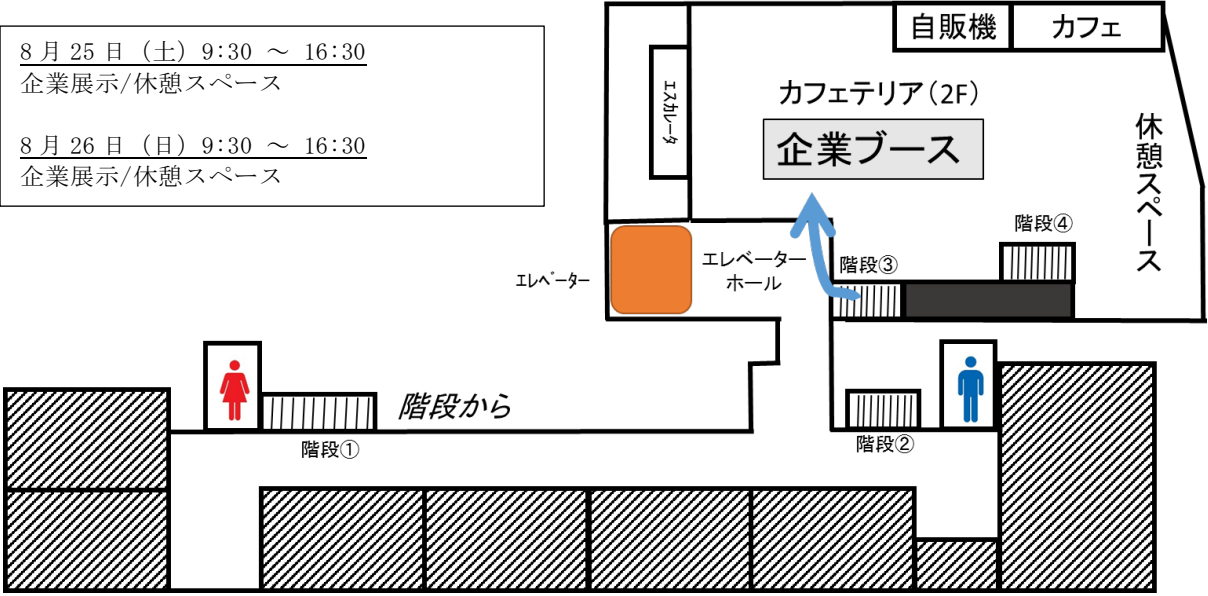 8月25日（土）9:30 ～ 16:30
企業展示/休憩スペース
8月26日（日）9:30 ～ 16:30
企業展示/休憩スペース
自販機
カフェ
エスカレータ
カフェテリア（2F）
企業ブース
休憩スペース
階段④
エレベーター
エレベーター
ホール
階段③
階段から
階段①
階段②